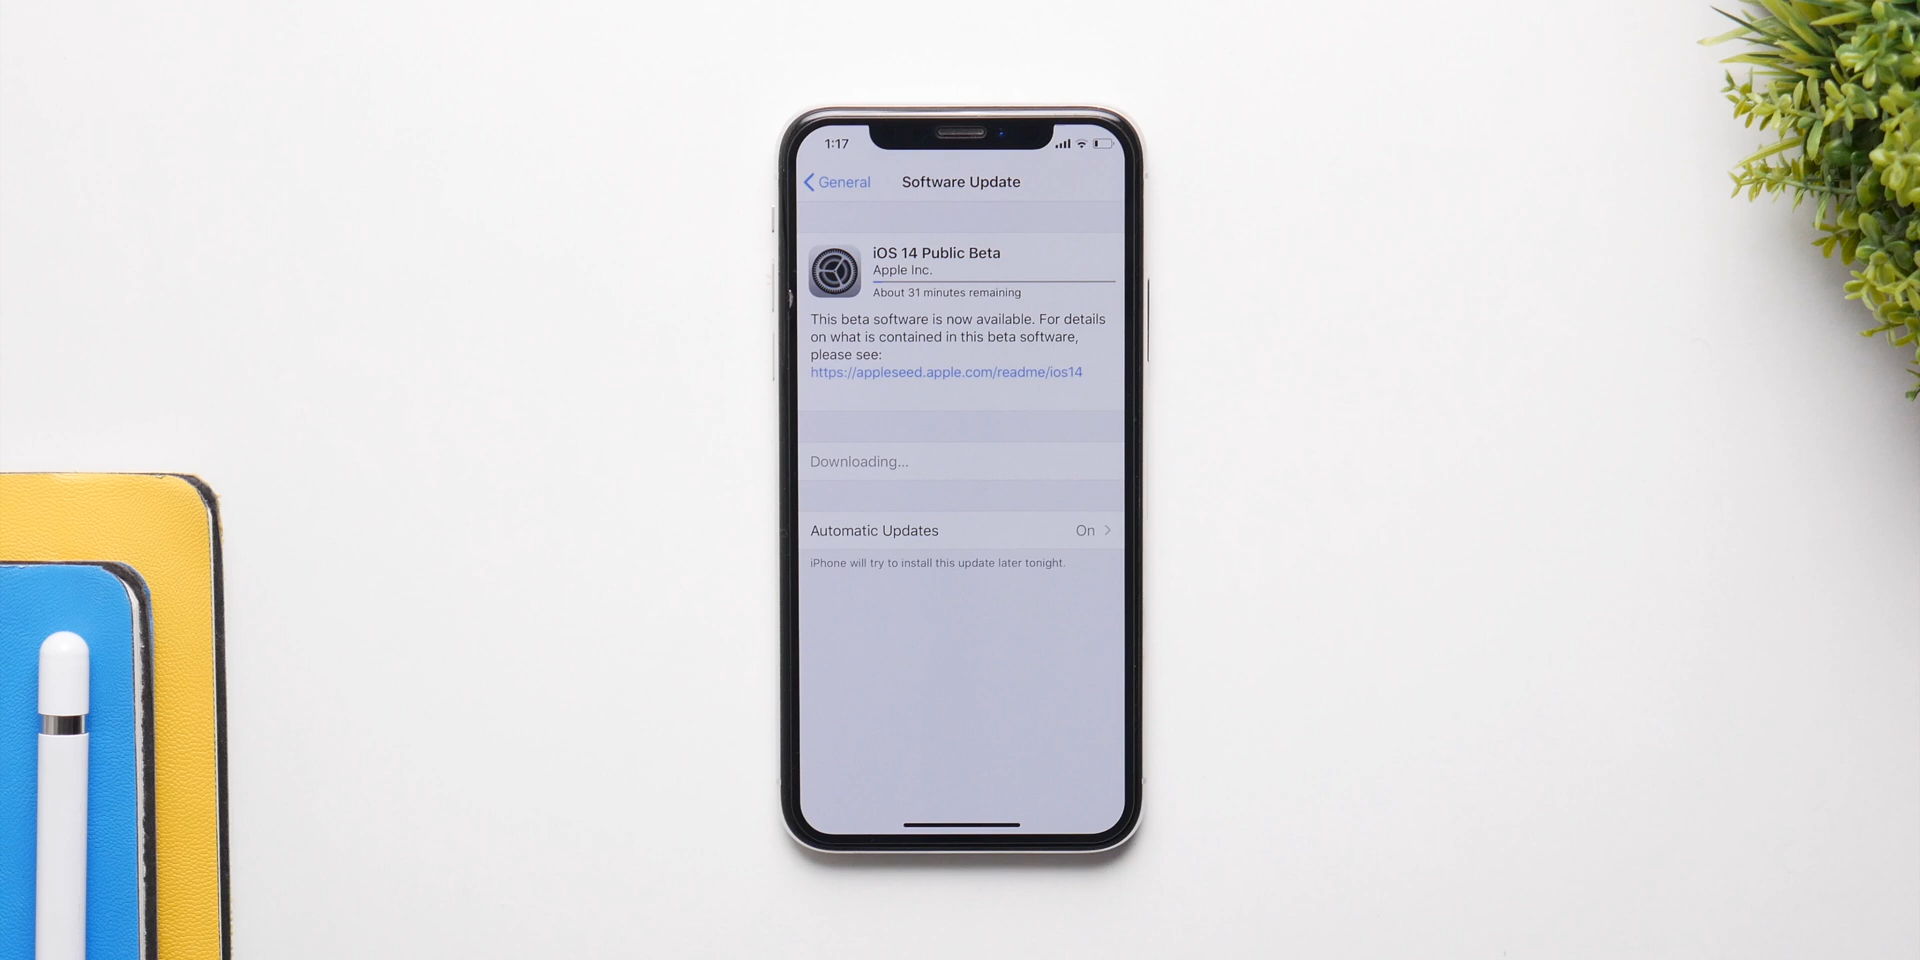 1:17
General Software Update
iOS 14 Public Beta
Apple Inc.
About 31 minutes remaining
This beta software is now available. For details
on what is contained in this beta software,
please see:
https://appleseed.apple.com/readme/ios14
Downloading...
Automatic Updates On
iPhone will try to install this update later tonight.